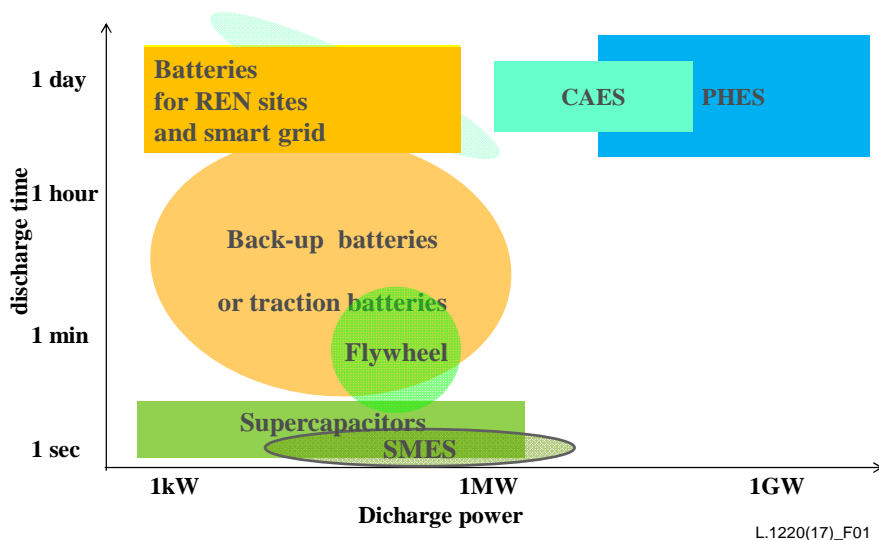 1 day
Batteries
for REN sites
and smart grid
CAES
PHES
1 hour
discharge time
Back-up batteries
or traction batteries
1 min
Flywheel
Supercapacitors
1 sec
SMES
1kW
1MW
1GW
Dicharge power
L.1220(17)_F01